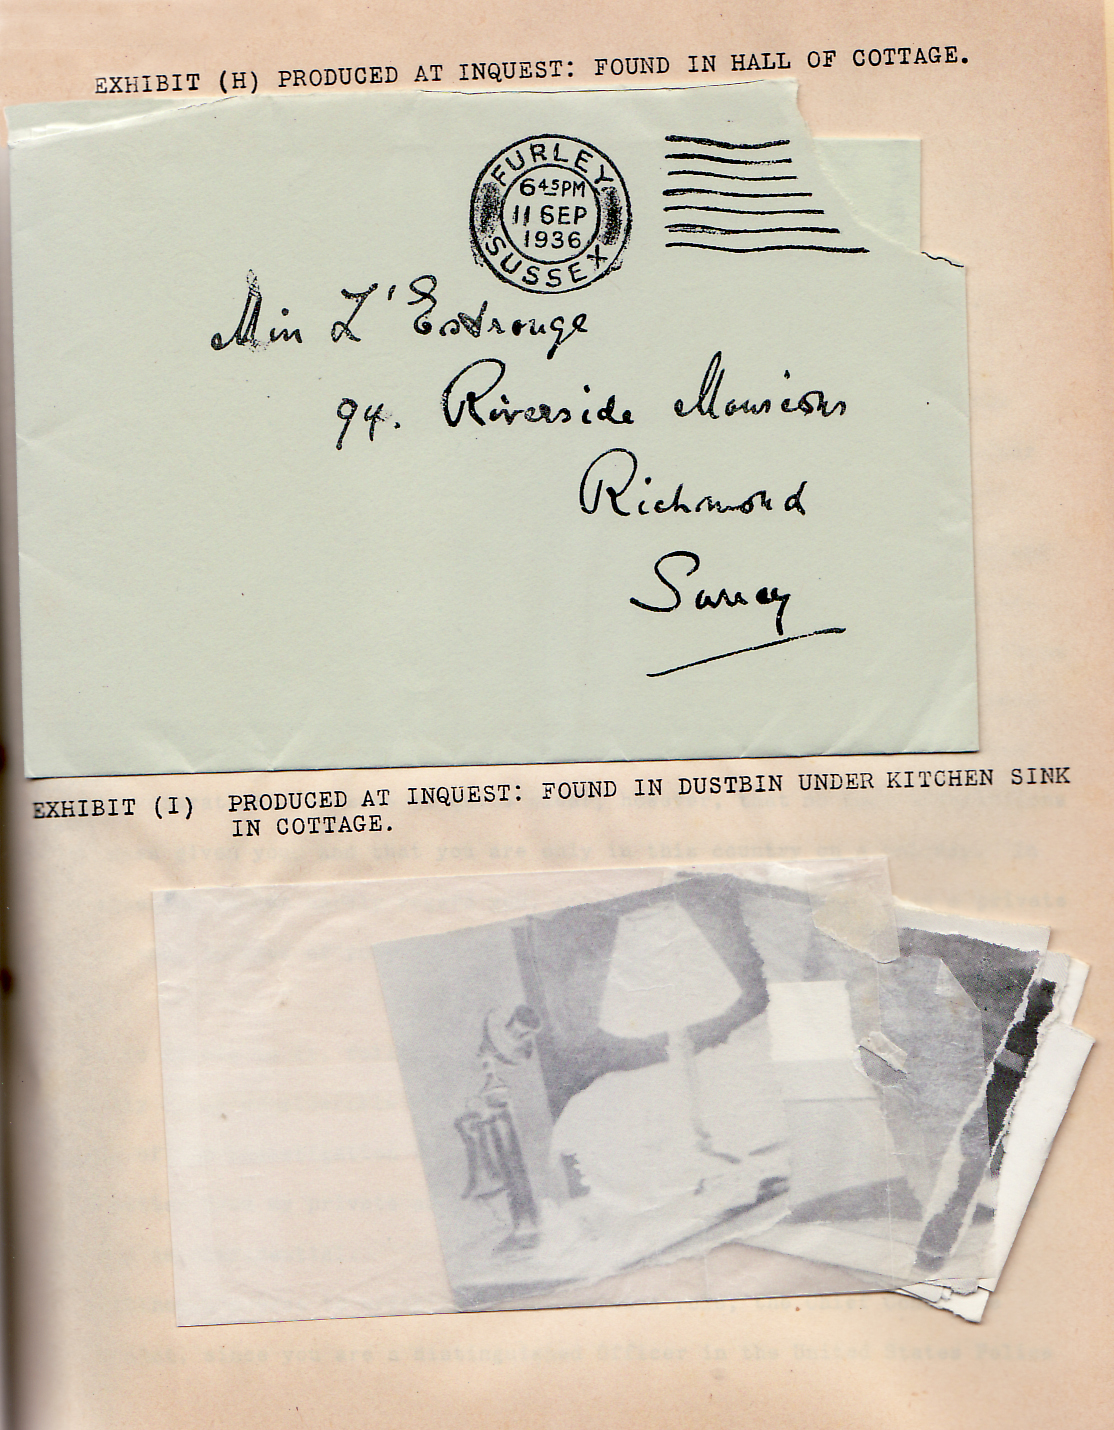 EXHIBIT (H) PRODUCED AT INQUEST: FOUND IN HALL OF COTTAGE.
FURLEY
6 45 PM
11 SEP
1936
SUSSEX
Miss L'Estrange
94. Riverside Mansions
Richmond
Surrey
EXHIBIT (I) PRODUCED AT INQUEST: FOUND IN DUSTBIN UNDER KITCHEN SINK
IN COTTAGE.